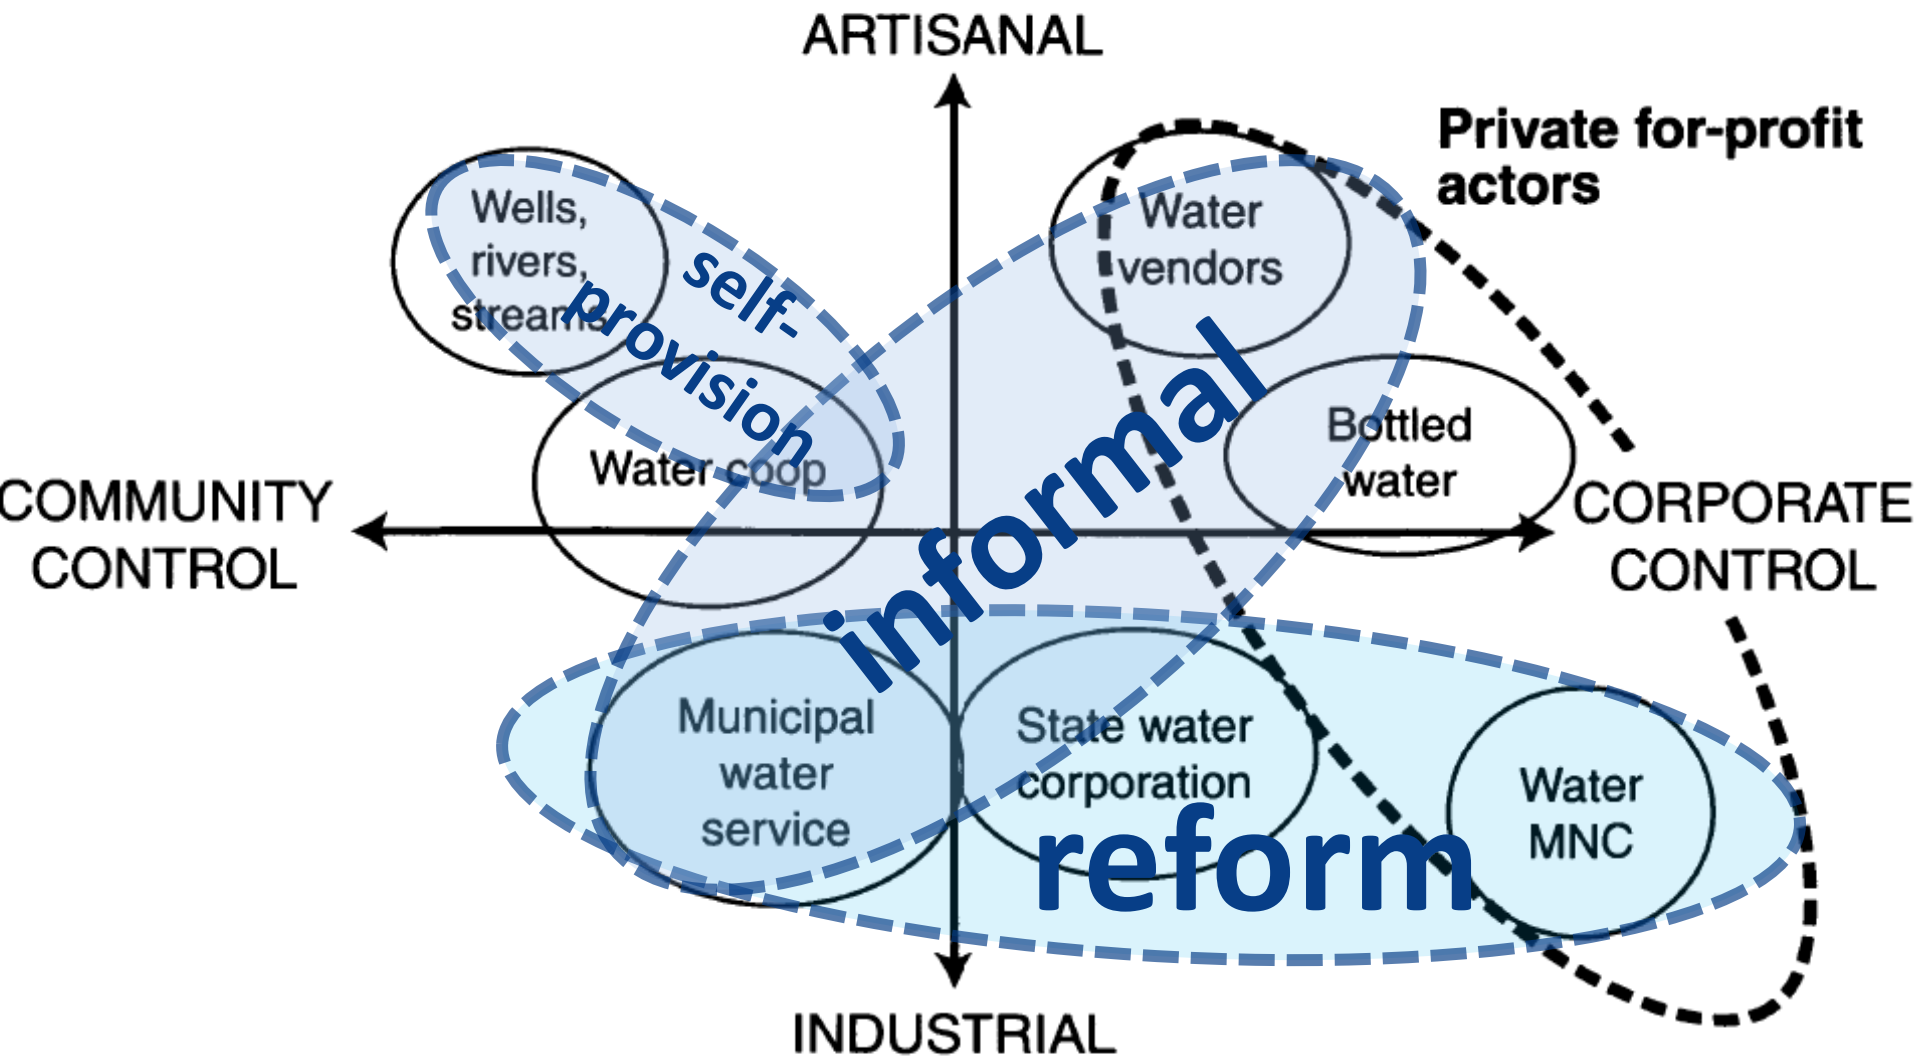 ARTISANAL
Private for-profit
actors
Wells,
rivers,
streams
self-
provision
Water
vendors
informal
Water coop
Bottled
water
COMMUNITY
CONTROL
CORPORATE
CONTROL
Municipal
water
service
State water
corporation
reform
Water
MNC
INDUSTRIAL